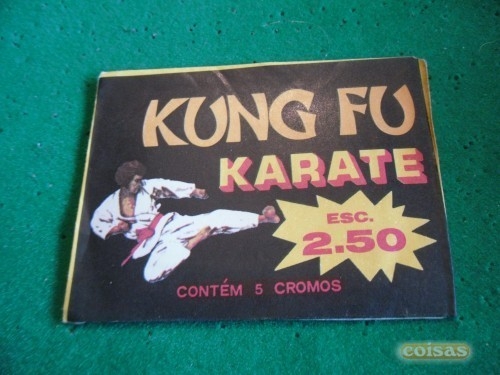 KUNG FU
KARATE
ESC.
2.50
CONTÉM 5 CROMOS
coisas